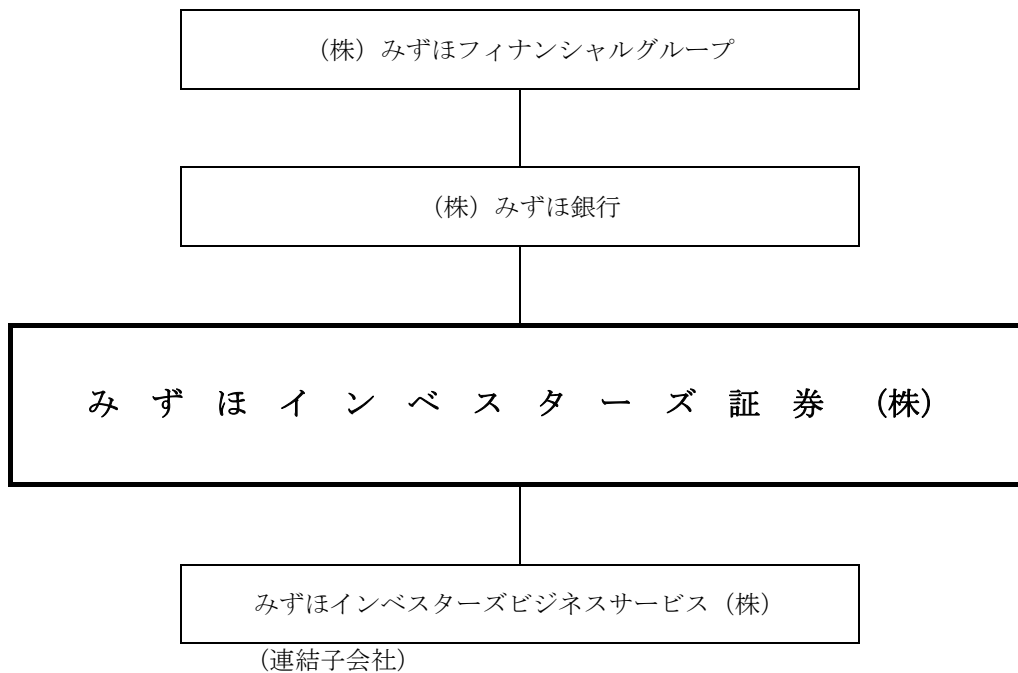 （株）みずほフィナンシャルグループ
（株）みずほ銀行
みずほインベスターズ証券　（株）
みずほインベスターズビジネスサービス（株）
（連結子会社）